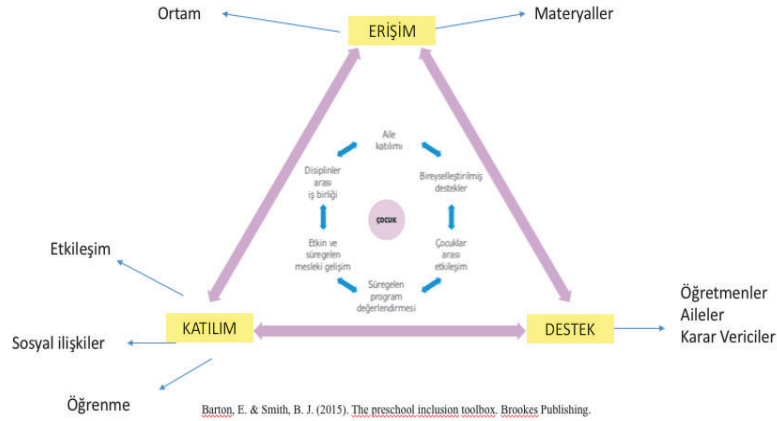 Ortam
ERİŞİM
Materyaller
Aile
katılımı
Disiplinler
arası
iş birliği
Bireyselleştirilmiş
destekler
ÇOCUK
Etkin ve
süregelen
mesleki gelişim
Çocuklar
arası
etkileşim
Süregelen
program
değerlendirmesi
Etkileşim
KATILIM
DESTEK
Öğretmenler
Aileler
Karar Vericiler
Sosyal ilişkiler
Öğrenme
Barton, E. & Smith, B. J. (2015). The preschool inclusion toolbox. Brookes Publishing.